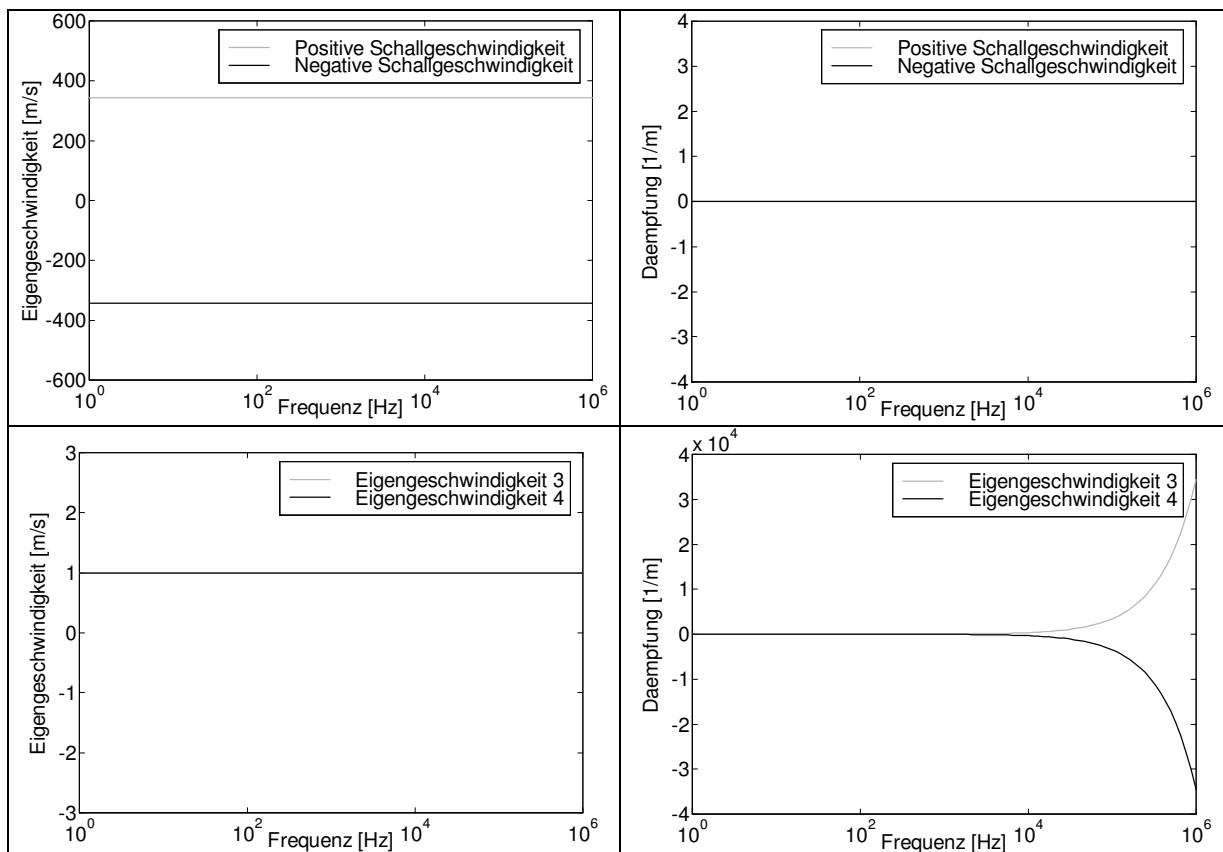 Eigengeschwindigkeit [m/s]
600
400
200
0
-200
-400
-600
Positive Schallgeschwindigkeit
Negative Schallgeschwindigkeit
10^0
10^2
10^4
10^6
Frequenz [Hz]
Daempfung [1/m]
4
3
2
1
0
-1
-2
-3
-4
Positive Schallgeschwindigkeit
Negative Schallgeschwindigkeit
10^0
10^2
10^4
10^6
Frequenz [Hz]
Eigengeschwindigkeit [m/s]
3
2
1
0
-1
-2
-3
Eigengeschwindigkeit 3
Eigengeschwindigkeit 4
10^0
10^2
10^4
10^6
Frequenz [Hz]
Daempfung [1/m]
x 10^4
4
3
2
1
0
-1
-2
-3
-4
Eigengeschwindigkeit 3
Eigengeschwindigkeit 4
10^0
10^2
10^4
10^6
Frequenz [Hz]